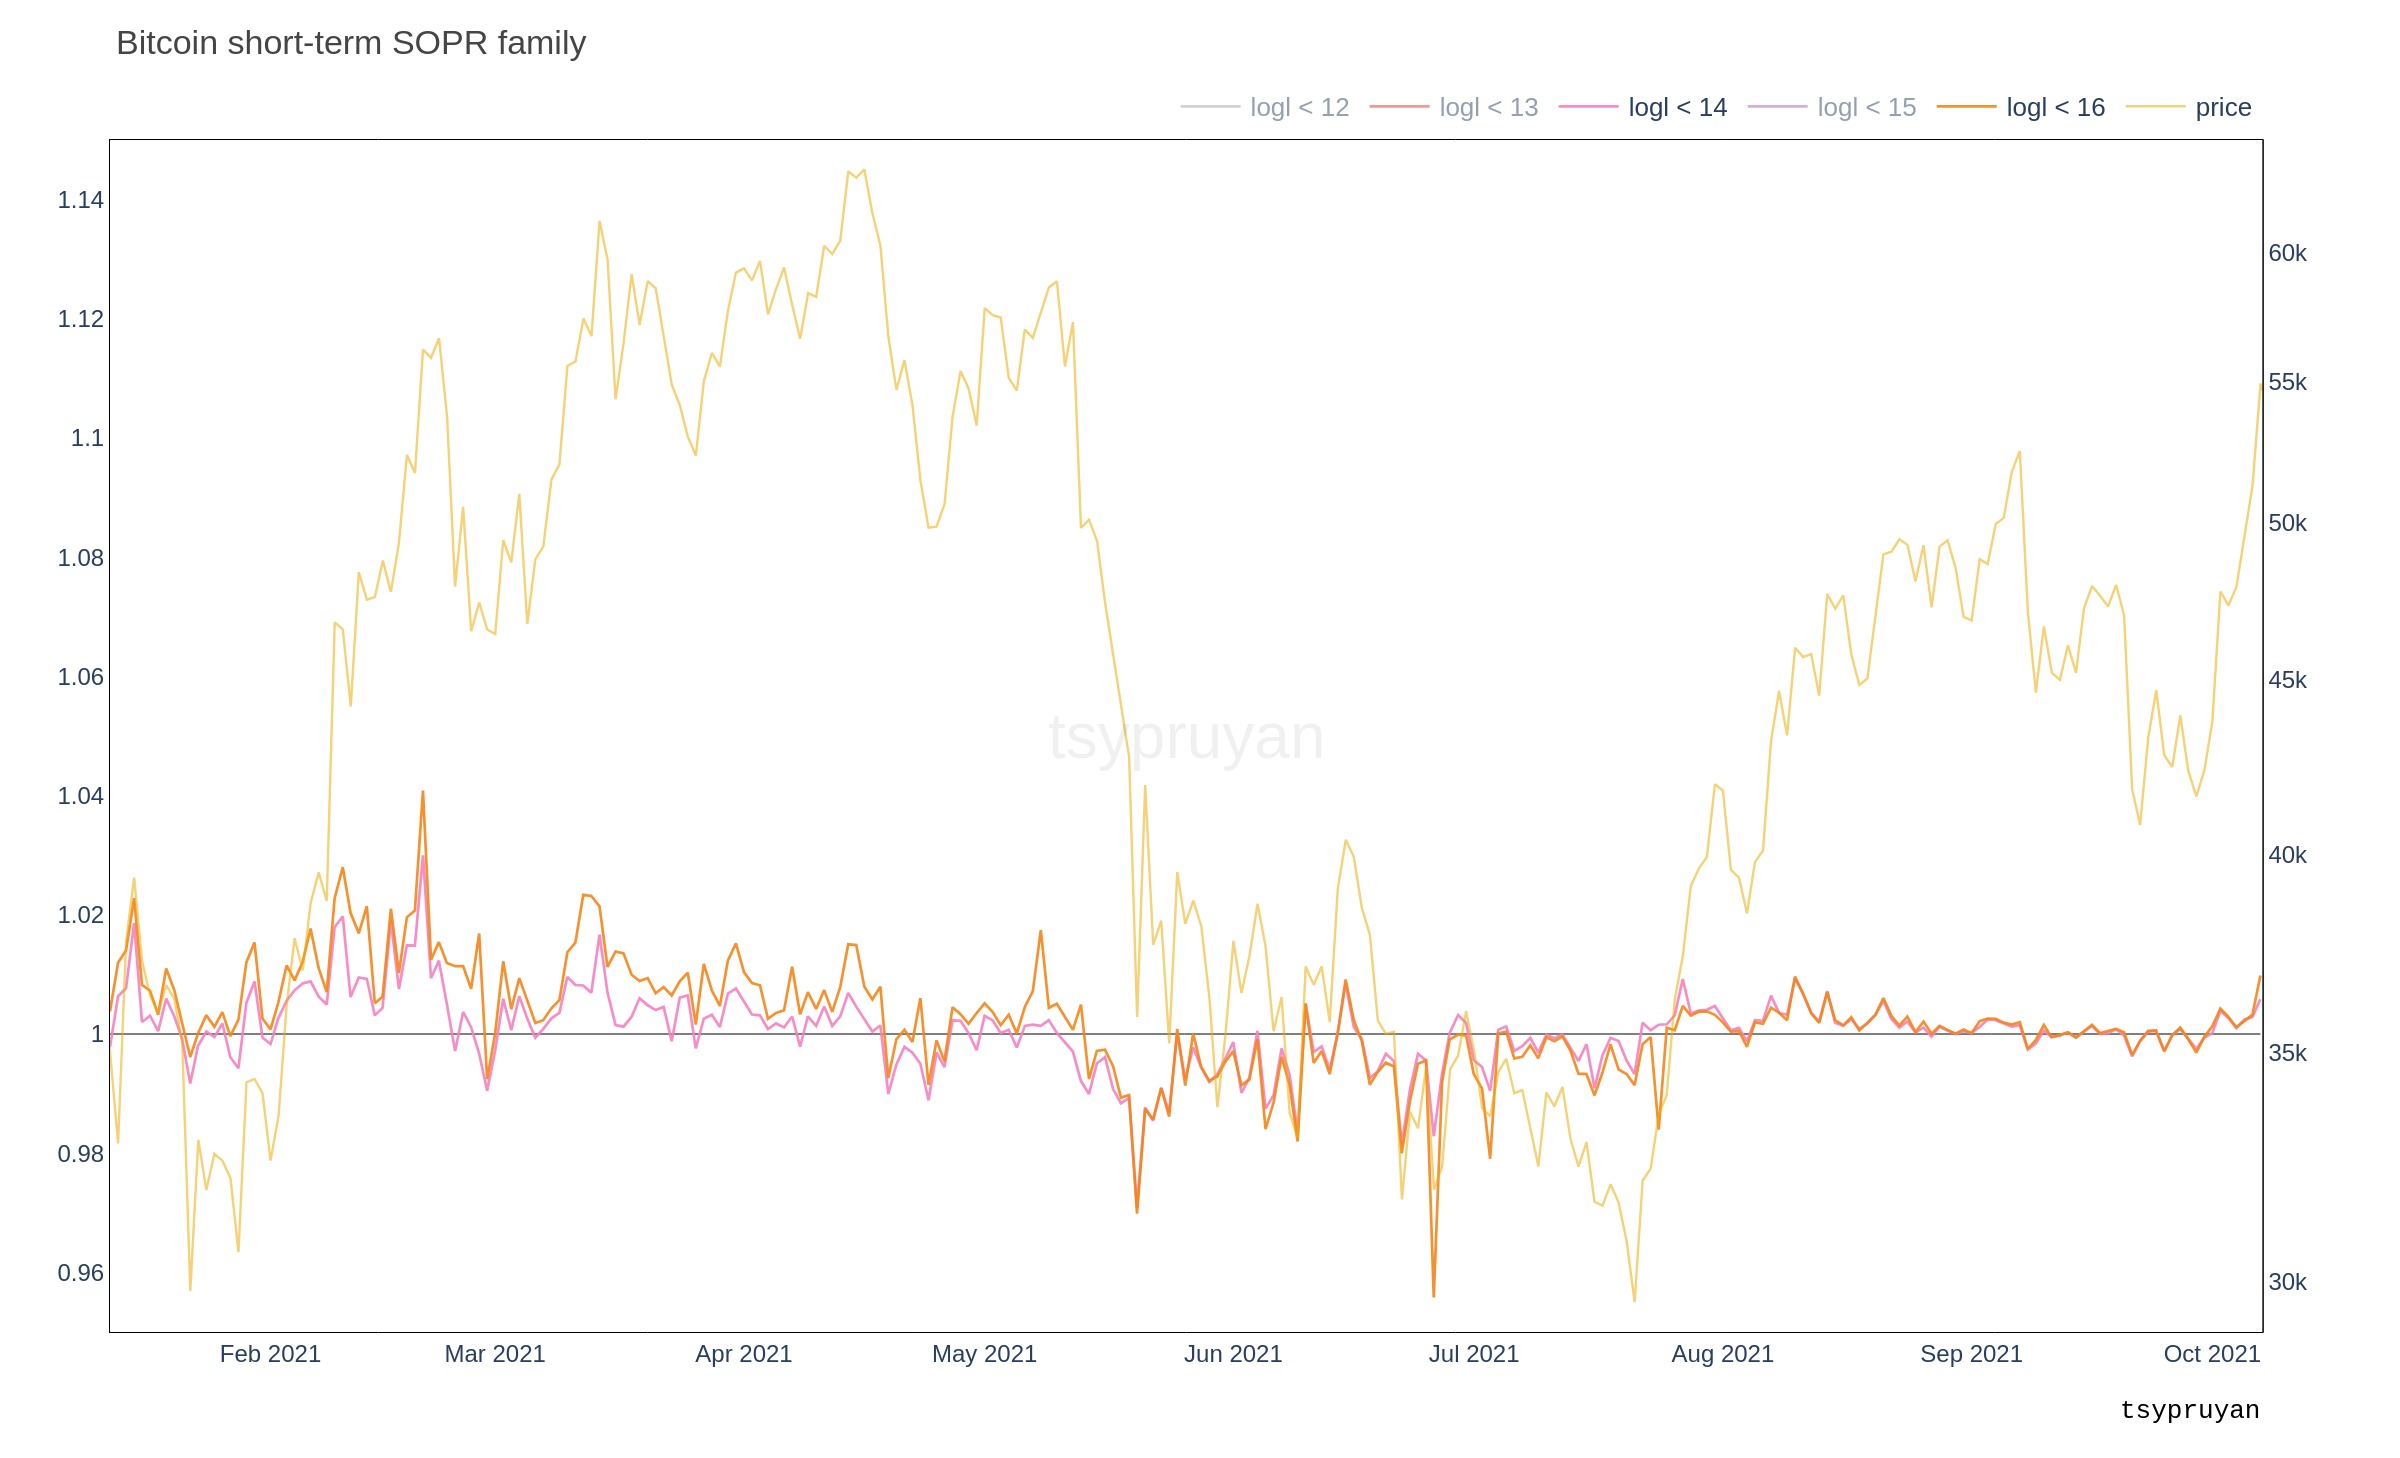 Bitcoin short-term SOPR family
logl < 12 logl < 13 logl < 14 logl < 15 logl < 16 price
1.14
60k
1.12
55k
1.1
50k
1.08
1.06
45k
tsypruyan
1.04
40k
1.02
1
35k
0.98
0.96
30k
Feb 2021 Mar 2021 Apr 2021 May 2021 Jun 2021 Jul 2021 Aug 2021 Sep 2021 Oct 2021
tsypruyan